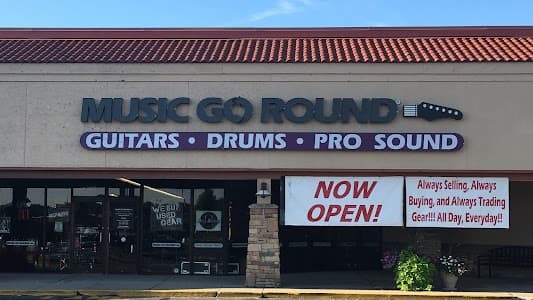 MUSIC GO ROUND
GUITARS • DRUMS • PRO SOUND
NOW
OPEN!
Always Selling, Always
Buying, and Always Trading
Gear!!! All Day, Everyday!!
WE BUY
USED
GEAR